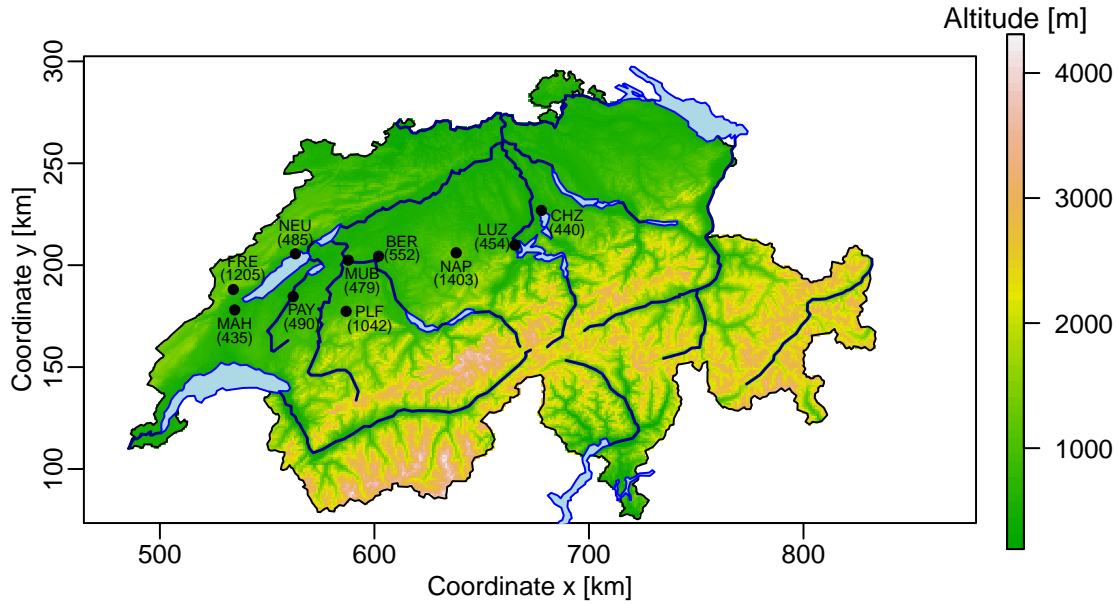 Altitude [m]
4000
3000
2000
1000
Coordinate y [km]
300
250
200
150
100
NEU
(485)
FRE
(1205)
MAH
(435)
PAY
(490)
BER
(552)
MUB
(479)
PLF
(1042)
NAP
(1403)
LUZ
(454)
CHZ
(440)
500
600
700
800
Coordinate x [km]